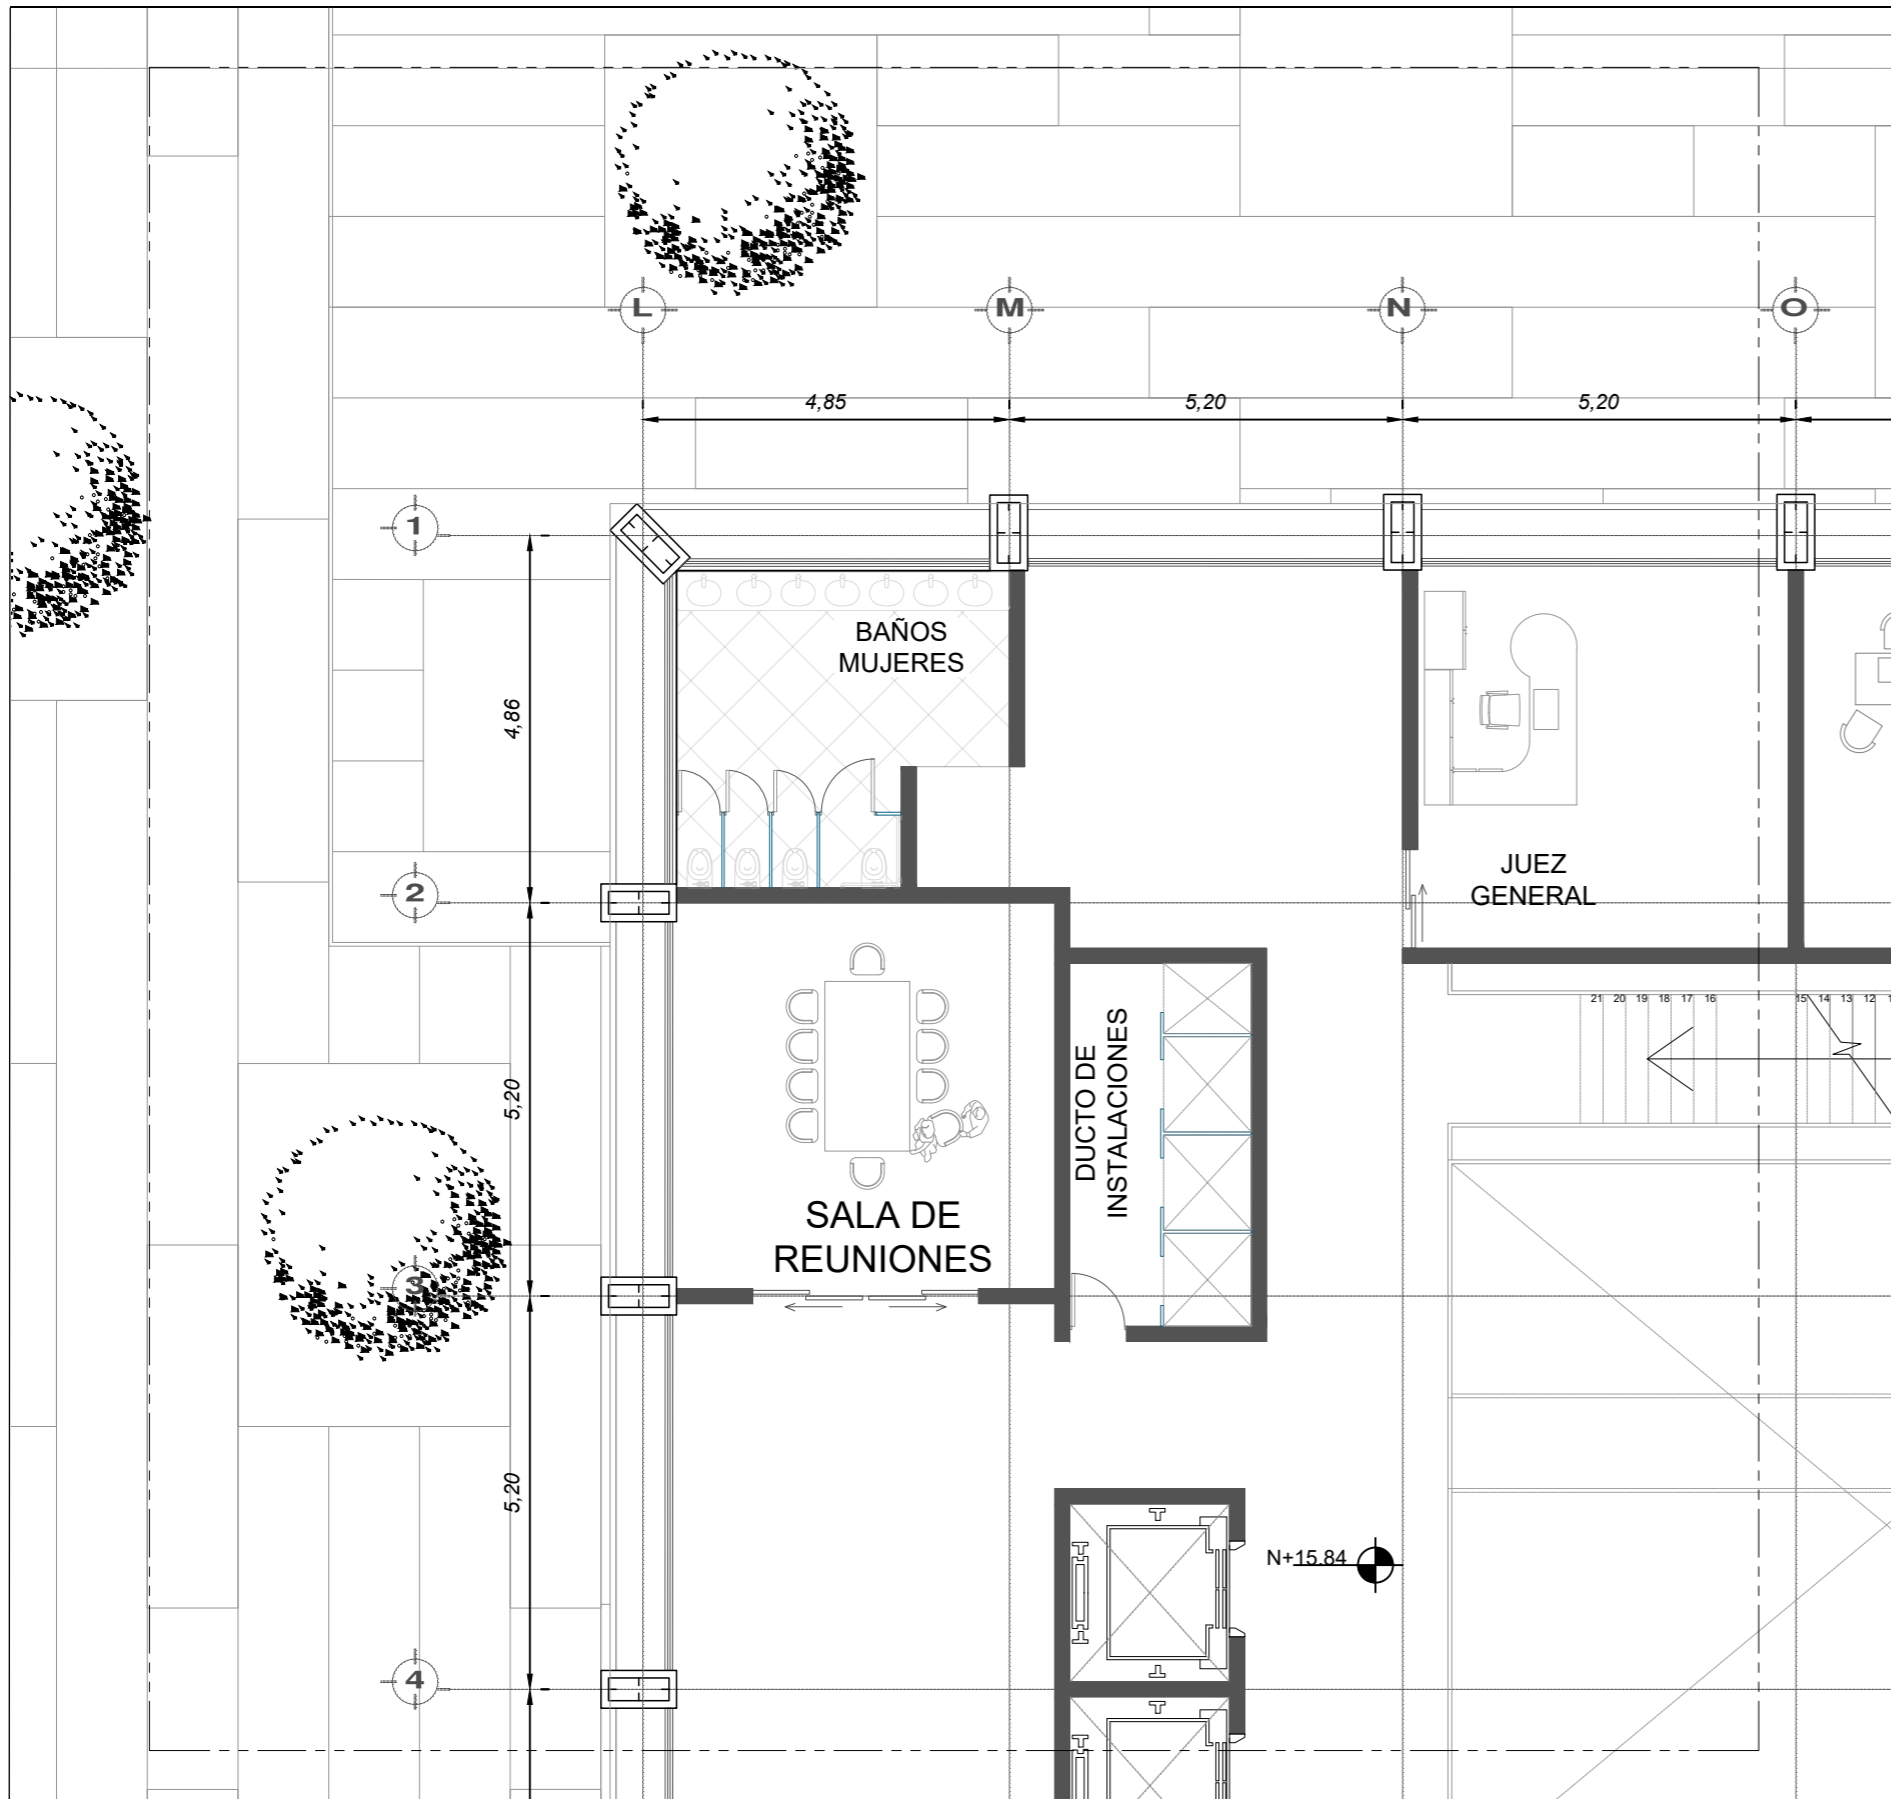 L
M
N
O
4,85
5,20
5,20
1
BAÑOS
MUJERES
4,86
JUEZ
GENERAL
2
21 20 19 18 17 16
15 14 13 12
5,20
DUCTO DE
INSTALACIONES
SALA DE
REUNIONES
3
5,20
N+15.84
4